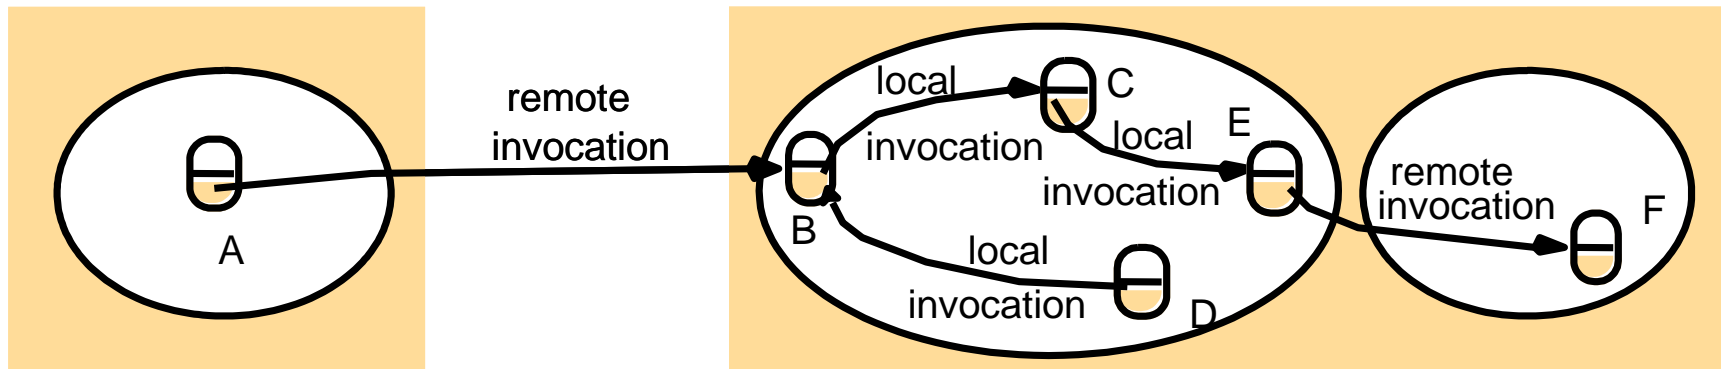 remote
invocation
A
B
local
invocation
C
local
invocation
E
local
invocation
D
remote
invocation
F